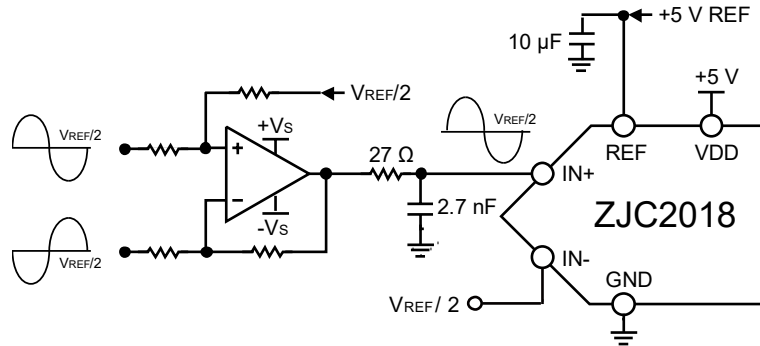 +5 V REF
10 µF
VREF/2
+5 V
VREF/2
+VS
VREF/2
27 Ω
REF
VDD
+
IN+
−
2.7 nF
ZJC2018
-VS
VREF/2
IN-
GND
VREF/ 2